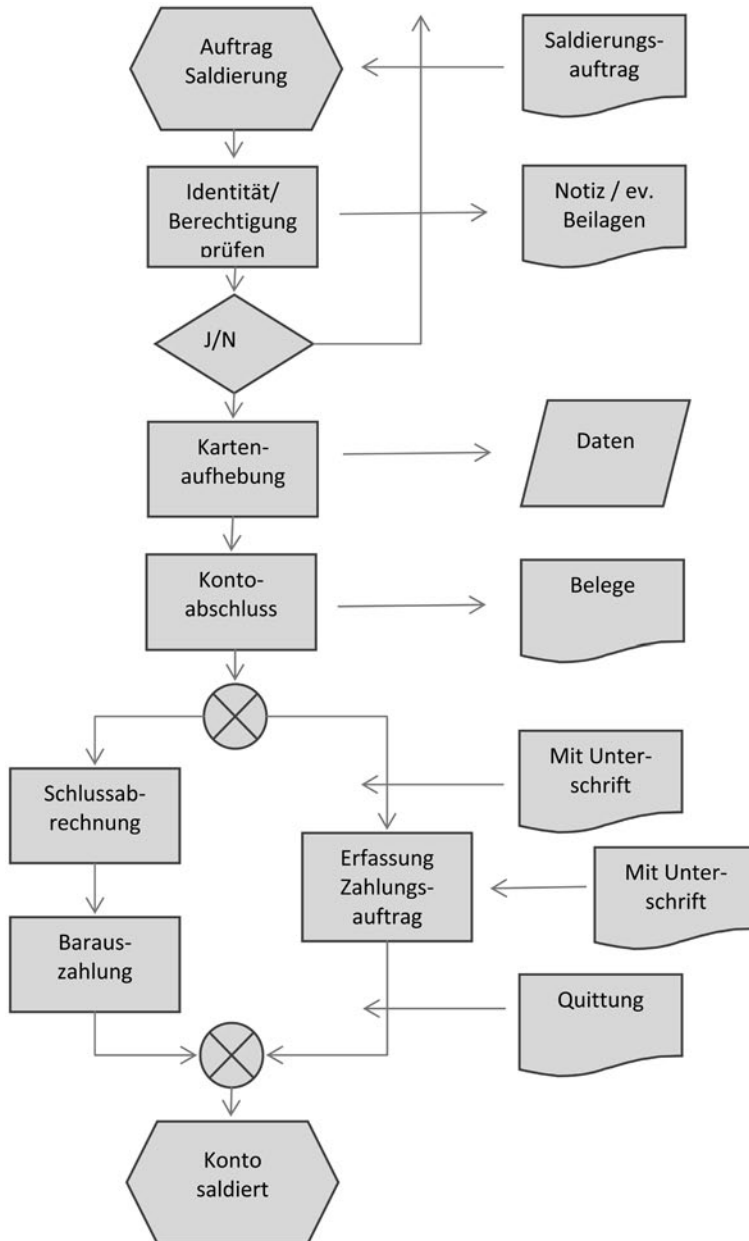 Auftrag
Saldierung
Saldierungs-
auftrag
Identität/
Berechtigung
prüfen
Notiz / ev.
Beilagen
J/N
Karten-
aufhebung
Daten
Konto-
abschluss
Belege
Mit Unter-
schrift
Schlussab-
rechnung
Erfassung
Zahlungs-
auftrag
Mit Unter-
schrift
Baraus-
zahlung
Quittung
Konto
saldiert